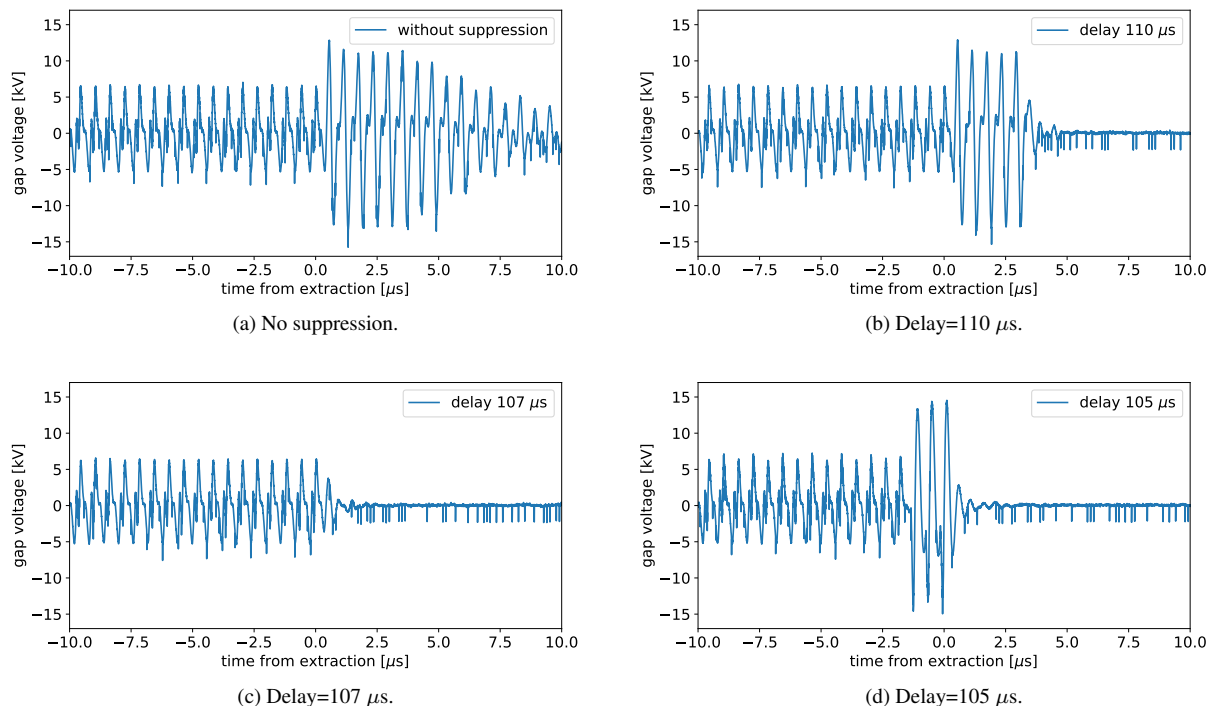 15
10
5
0
−5
−10
−15
gap voltage [kV]
without suppression
−10.0 −7.5 −5.0 −2.5 0.0 2.5 5.0 7.5 10.0
time from extraction [μs]
(a) No suppression.
15
10
5
0
−5
−10
−15
gap voltage [kV]
delay 110 μs
−10.0 −7.5 −5.0 −2.5 0.0 2.5 5.0 7.5 10.0
time from extraction [μs]
(b) Delay=110 μs.
15
10
5
0
−5
−10
−15
gap voltage [kV]
delay 107 μs
−10.0 −7.5 −5.0 −2.5 0.0 2.5 5.0 7.5 10.0
time from extraction [μs]
(c) Delay=107 μs.
15
10
5
0
−5
−10
−15
gap voltage [kV]
delay 105 μs
−10.0 −7.5 −5.0 −2.5 0.0 2.5 5.0 7.5 10.0
time from extraction [μs]
(d) Delay=105 μs.